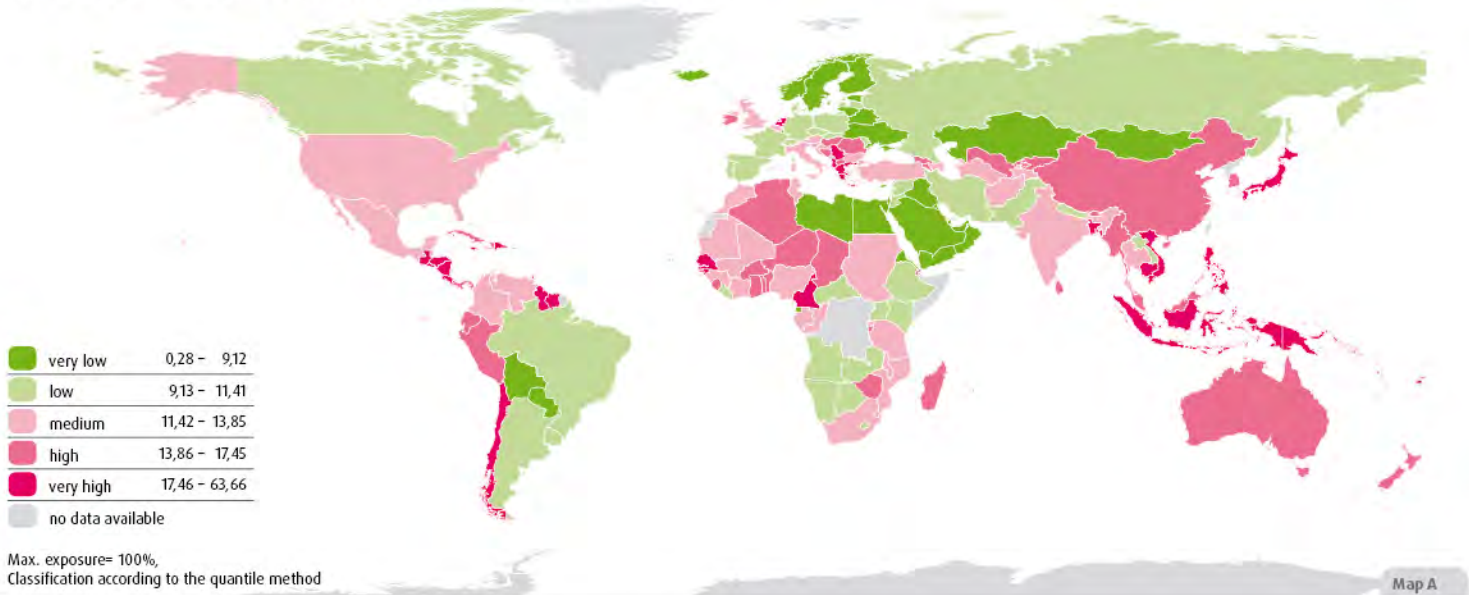 very low 0,28 – 9,12
low 9,13 – 11,41
medium 11,42 – 13,85
high 13,86 – 17,45
very high 17,46 – 63,66
no data available
Max. exposure= 100%,
Classification according to the quantile method
Map A